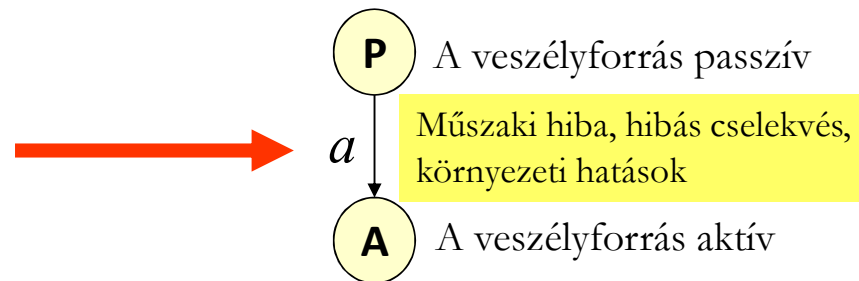 P A veszélyforrás passzív
a
Műszaki hiba, hibás cselekvés,
környezeti hatások
A A veszélyforrás aktív